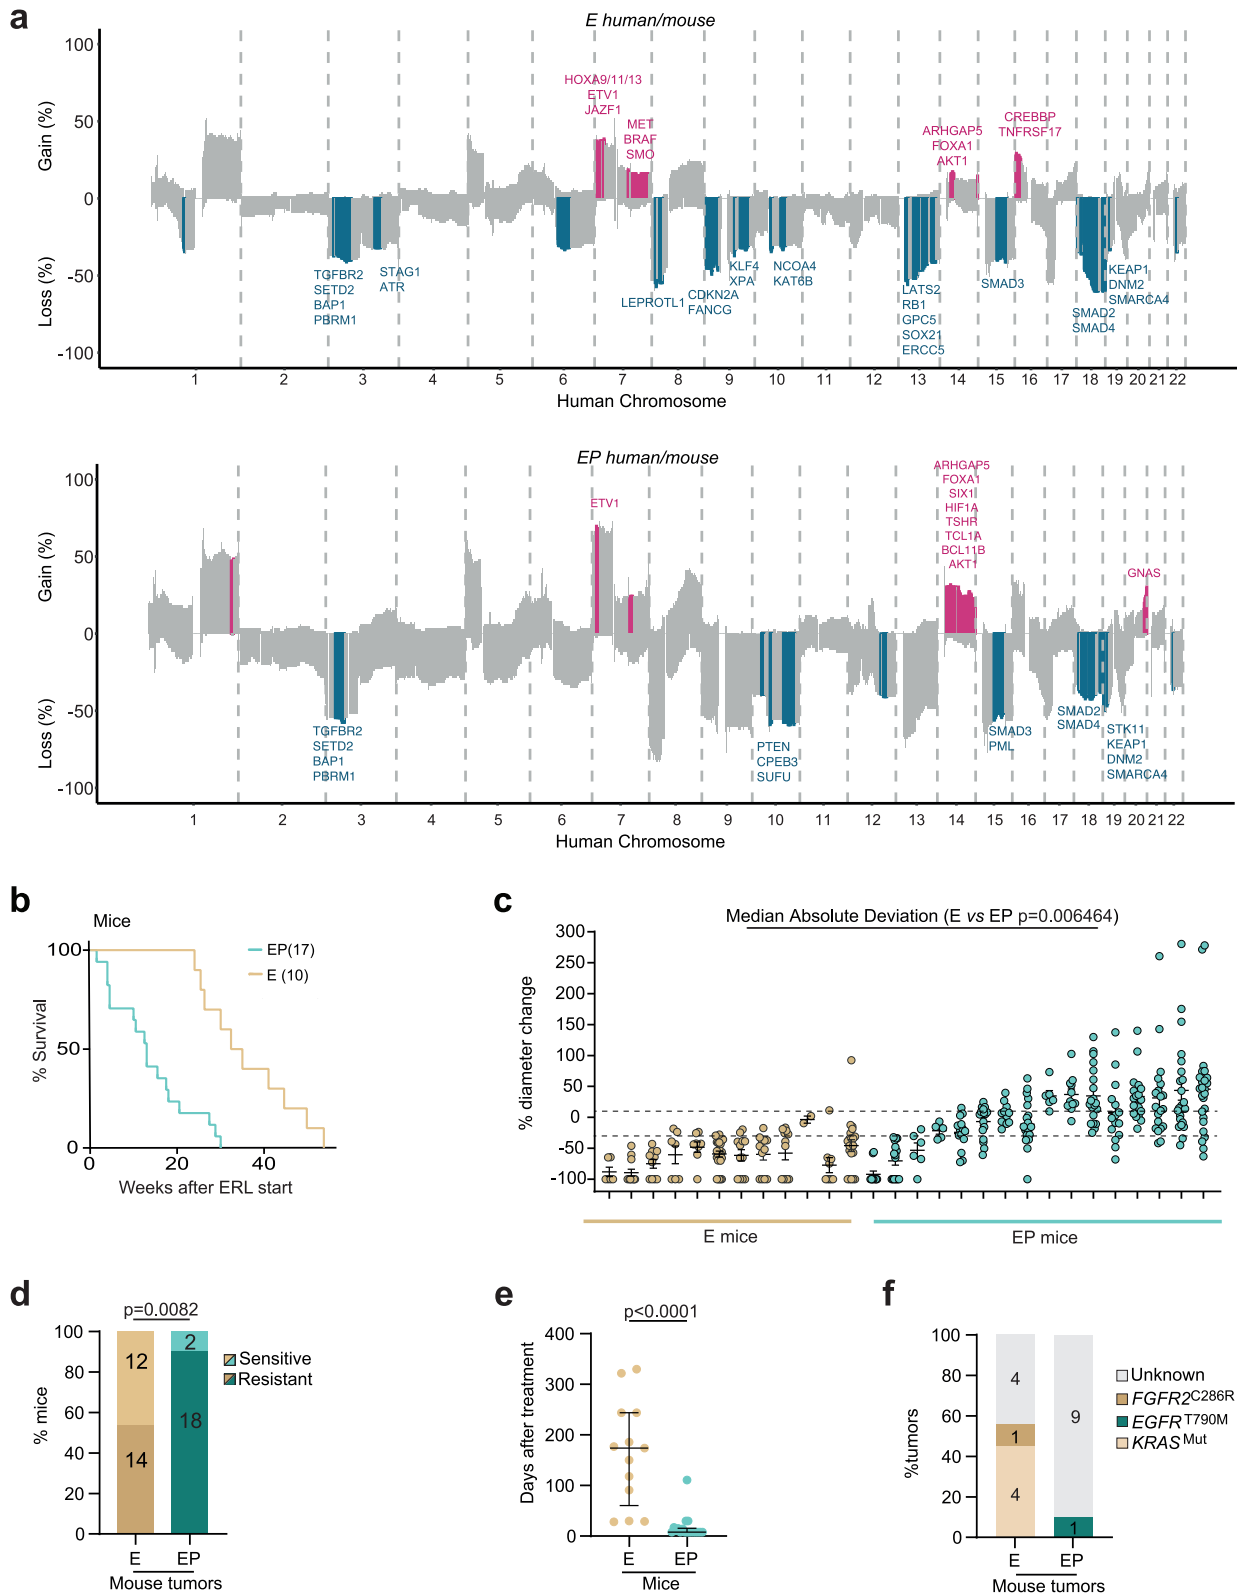 a
E human/mouse
100
50
0
-50
-100
Gain (%)
Loss (%)
HOXA9/11/13
ETV1
JAZF1
MET
BRAF
SMO
ARHGAP5
FOXA1
AKT1
CREBBP
TNFRSF17
TGFBR2
SETD2
BAP1
PBRM1
STAG1
ATR
LEPROTL1
CDKN2A
FANCG
KLF4
XPA
NCOA4
KAT6B
LATS2
RB1
GPC5
SOX21
ERCC5
SMAD3
SMAD2
SMAD4
KEAP1
DNM2
SMARCA4
1 2 3 4 5 6 7 8 9 10 11 12 13 14 15 16 17 18 19 20 21 22
Human Chromosome
EP human/mouse
100
50
0
-50
-100
Gain (%)
Loss (%)
ETV1
ARHGAP5
FOXA1
SIX1
HIF1A
TSHR
TCL1A
BCL11B
AKT1
GNAS
TGFBR2
SETD2
BAP1
PBRM1
PTEN
CPEB3
SUFU
SMAD3
PML
SMAD2
SMAD4
STK11
KEAP1
DNM2
SMARCA4
1 2 3 4 5 6 7 8 9 10 11 12 13 14 15 16 17 18 19 20 21 22
Human Chromosome
b
Mice
EP(17)
E (10)
100
50
0
% Survival
0 20 40
Weeks after ERL start
c
Median Absolute Deviation (E vs EP p=0.006464)
300
250
200
150
100
50
0
-50
-100
% diameter change
E mice
EP mice
d
p=0.0082
100
80
60
40
20
0
% mice
12
14
2
18
Sensitive
Resistant
E EP
Mouse tumors
e
p<0.0001
400
300
200
100
0
Days after treatment
E EP
Mice
f
100
80
60
40
20
0
%tumors
4
1
4
9
1
Unknown
FGFR2C286R
EGFRT790M
KRASMut
E EP
Mouse tumors